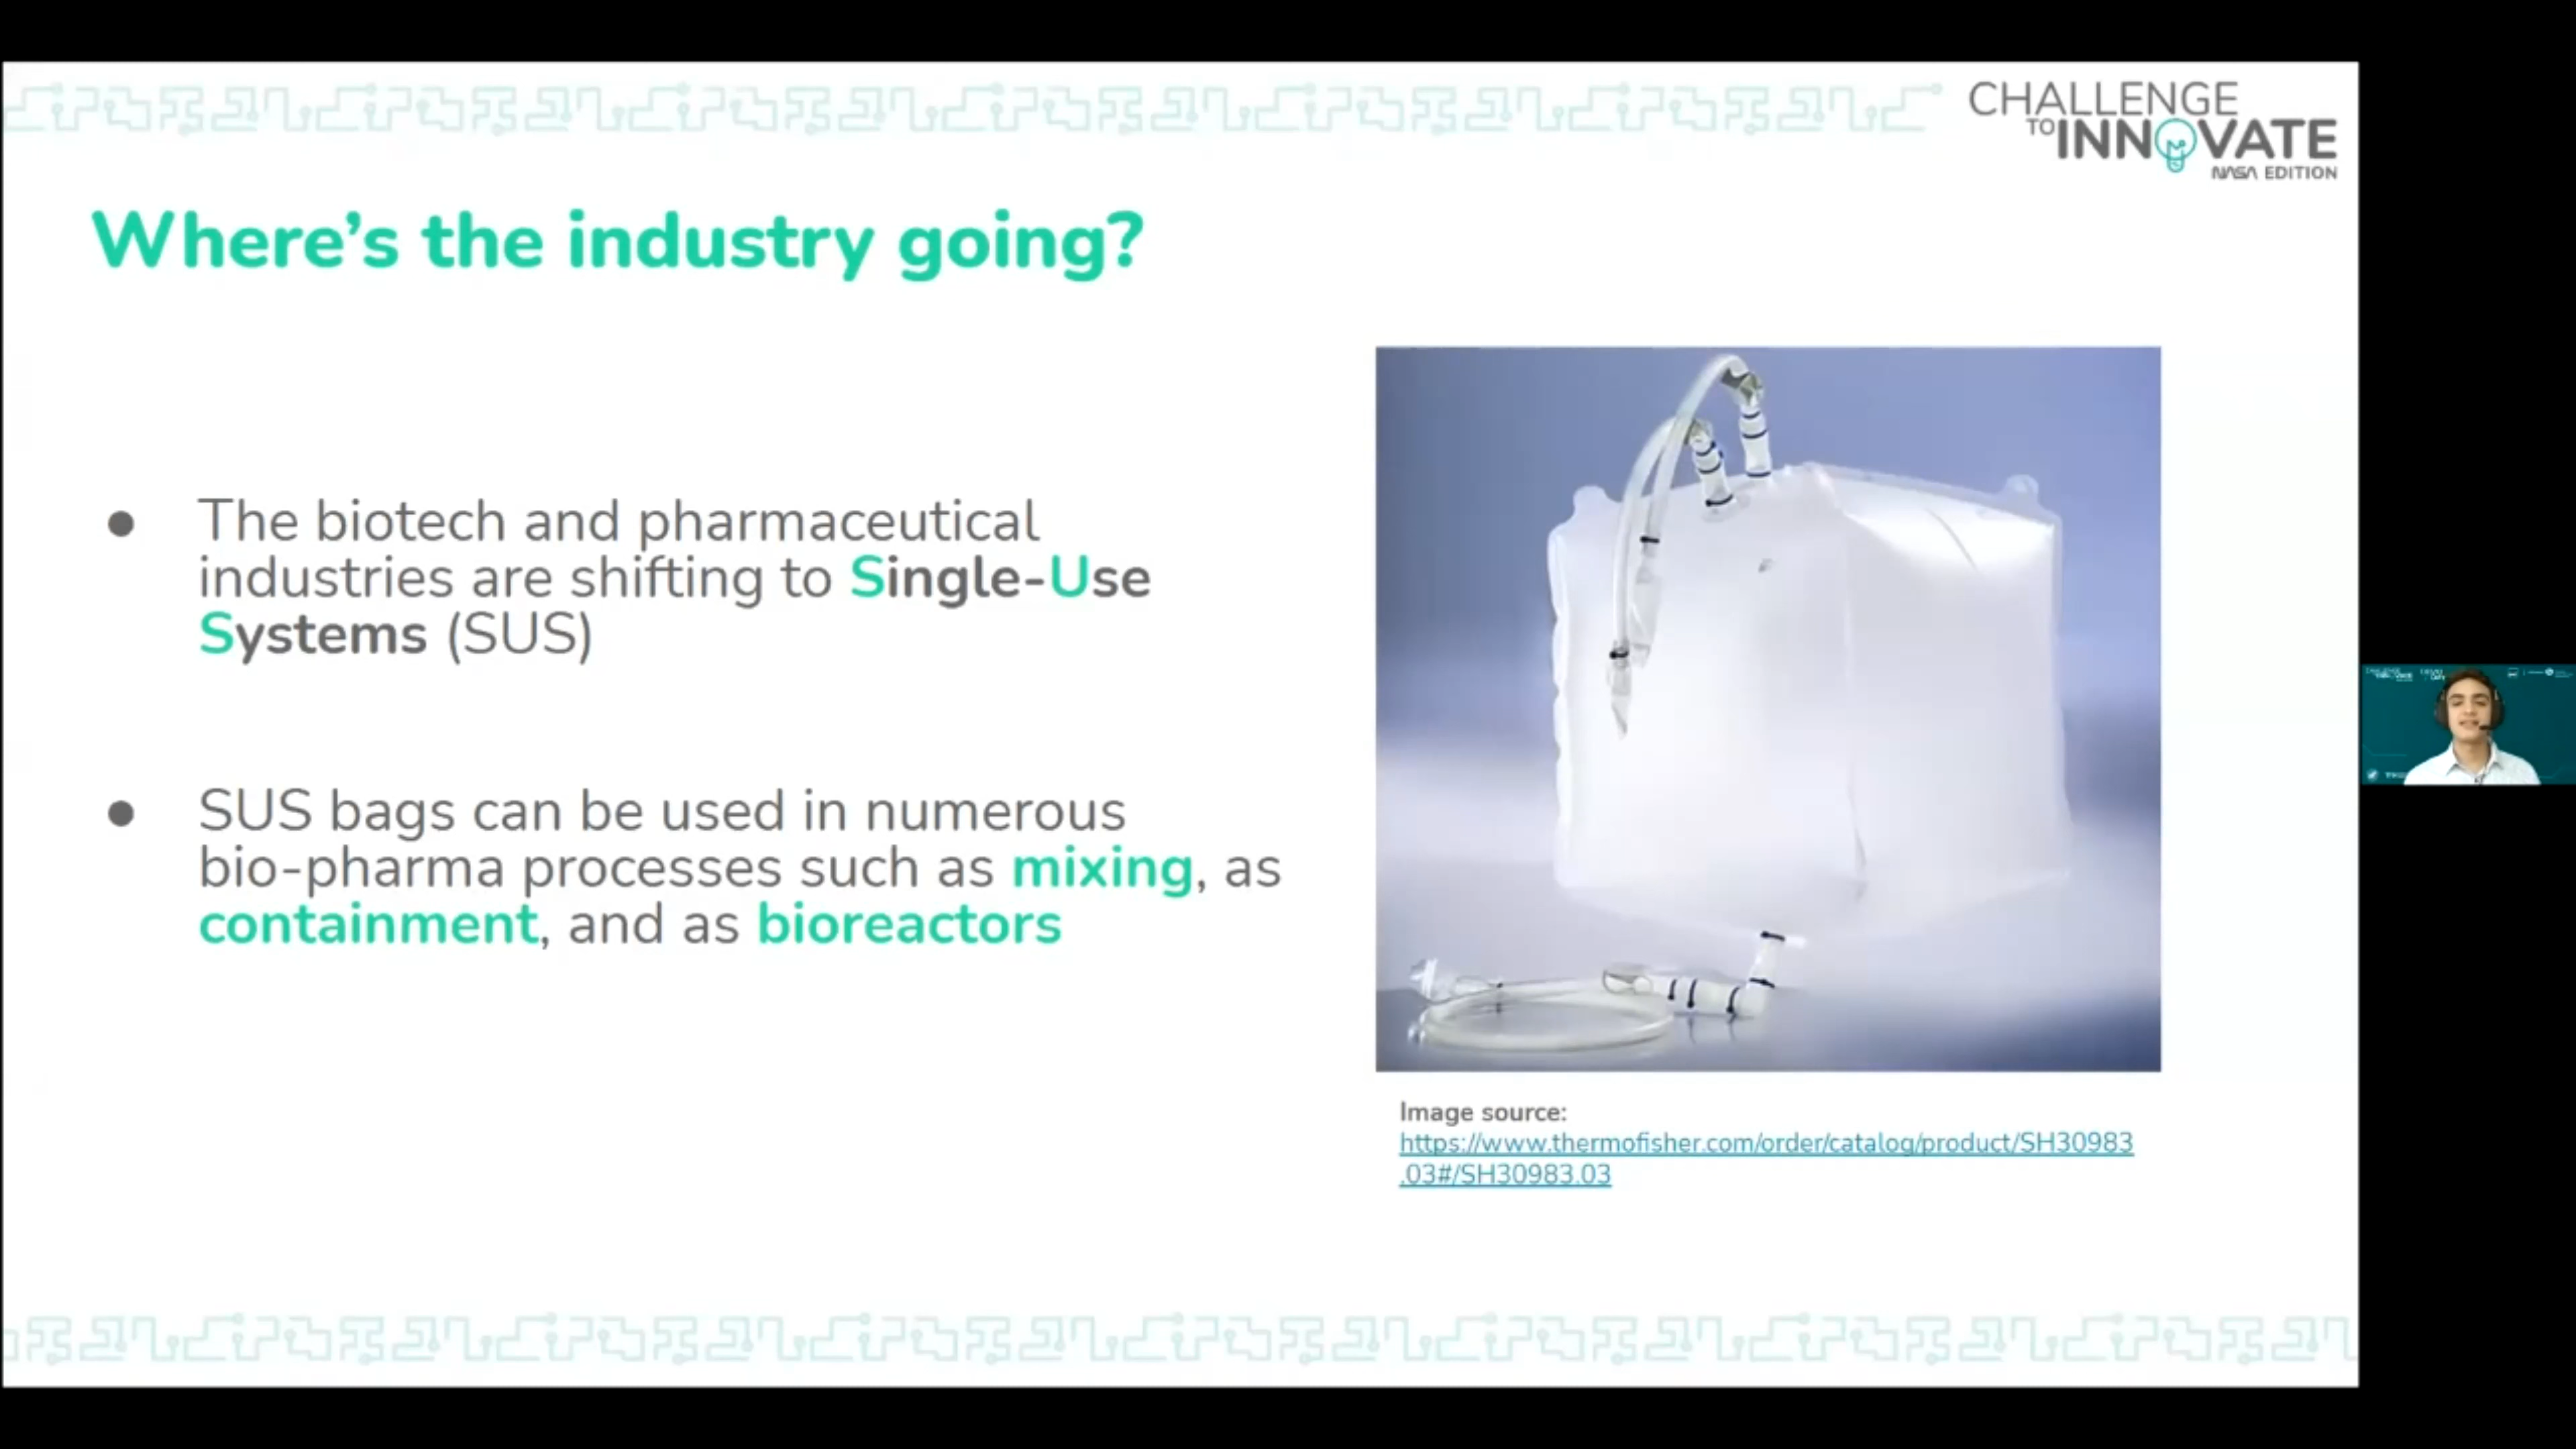 CHALLENGE
TO INNOVATE
NASA EDITION
Where's the industry going?
● The biotech and pharmaceutical
industries are shifting to Single-Use
Systems (SUS)
● SUS bags can be used in numerous
bio-pharma processes such as mixing, as
containment, and as bioreactors
Image source:
https://www.thermofisher.com/order/catalog/product/SH30983
.03#/SH30983.03